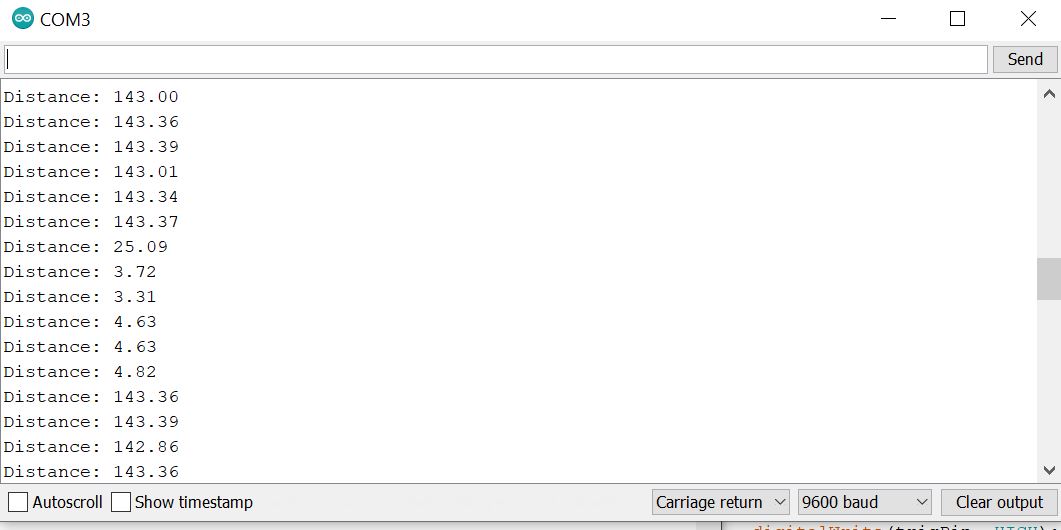 COM3
Send
Distance: 143.00
Distance: 143.36
Distance: 143.39
Distance: 143.01
Distance: 143.34
Distance: 143.37
Distance: 25.09
Distance: 3.72
Distance: 3.31
Distance: 4.63
Distance: 4.63
Distance: 4.82
Distance: 143.36
Distance: 143.39
Distance: 142.86
Distance: 143.36
Autoscroll Show timestamp Carriage return 9600 baud Clear output